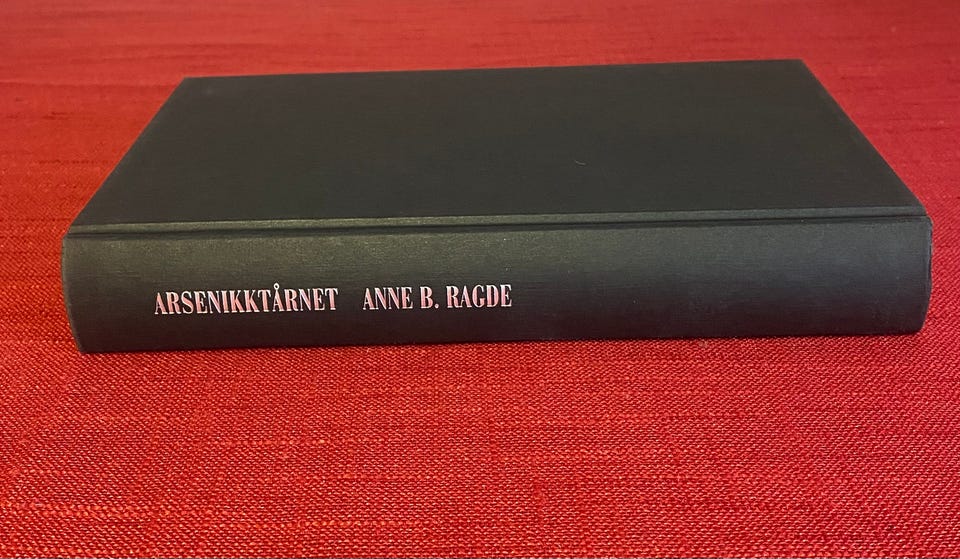 ARSENIKKTÅRNET ANNE B. RAGDE